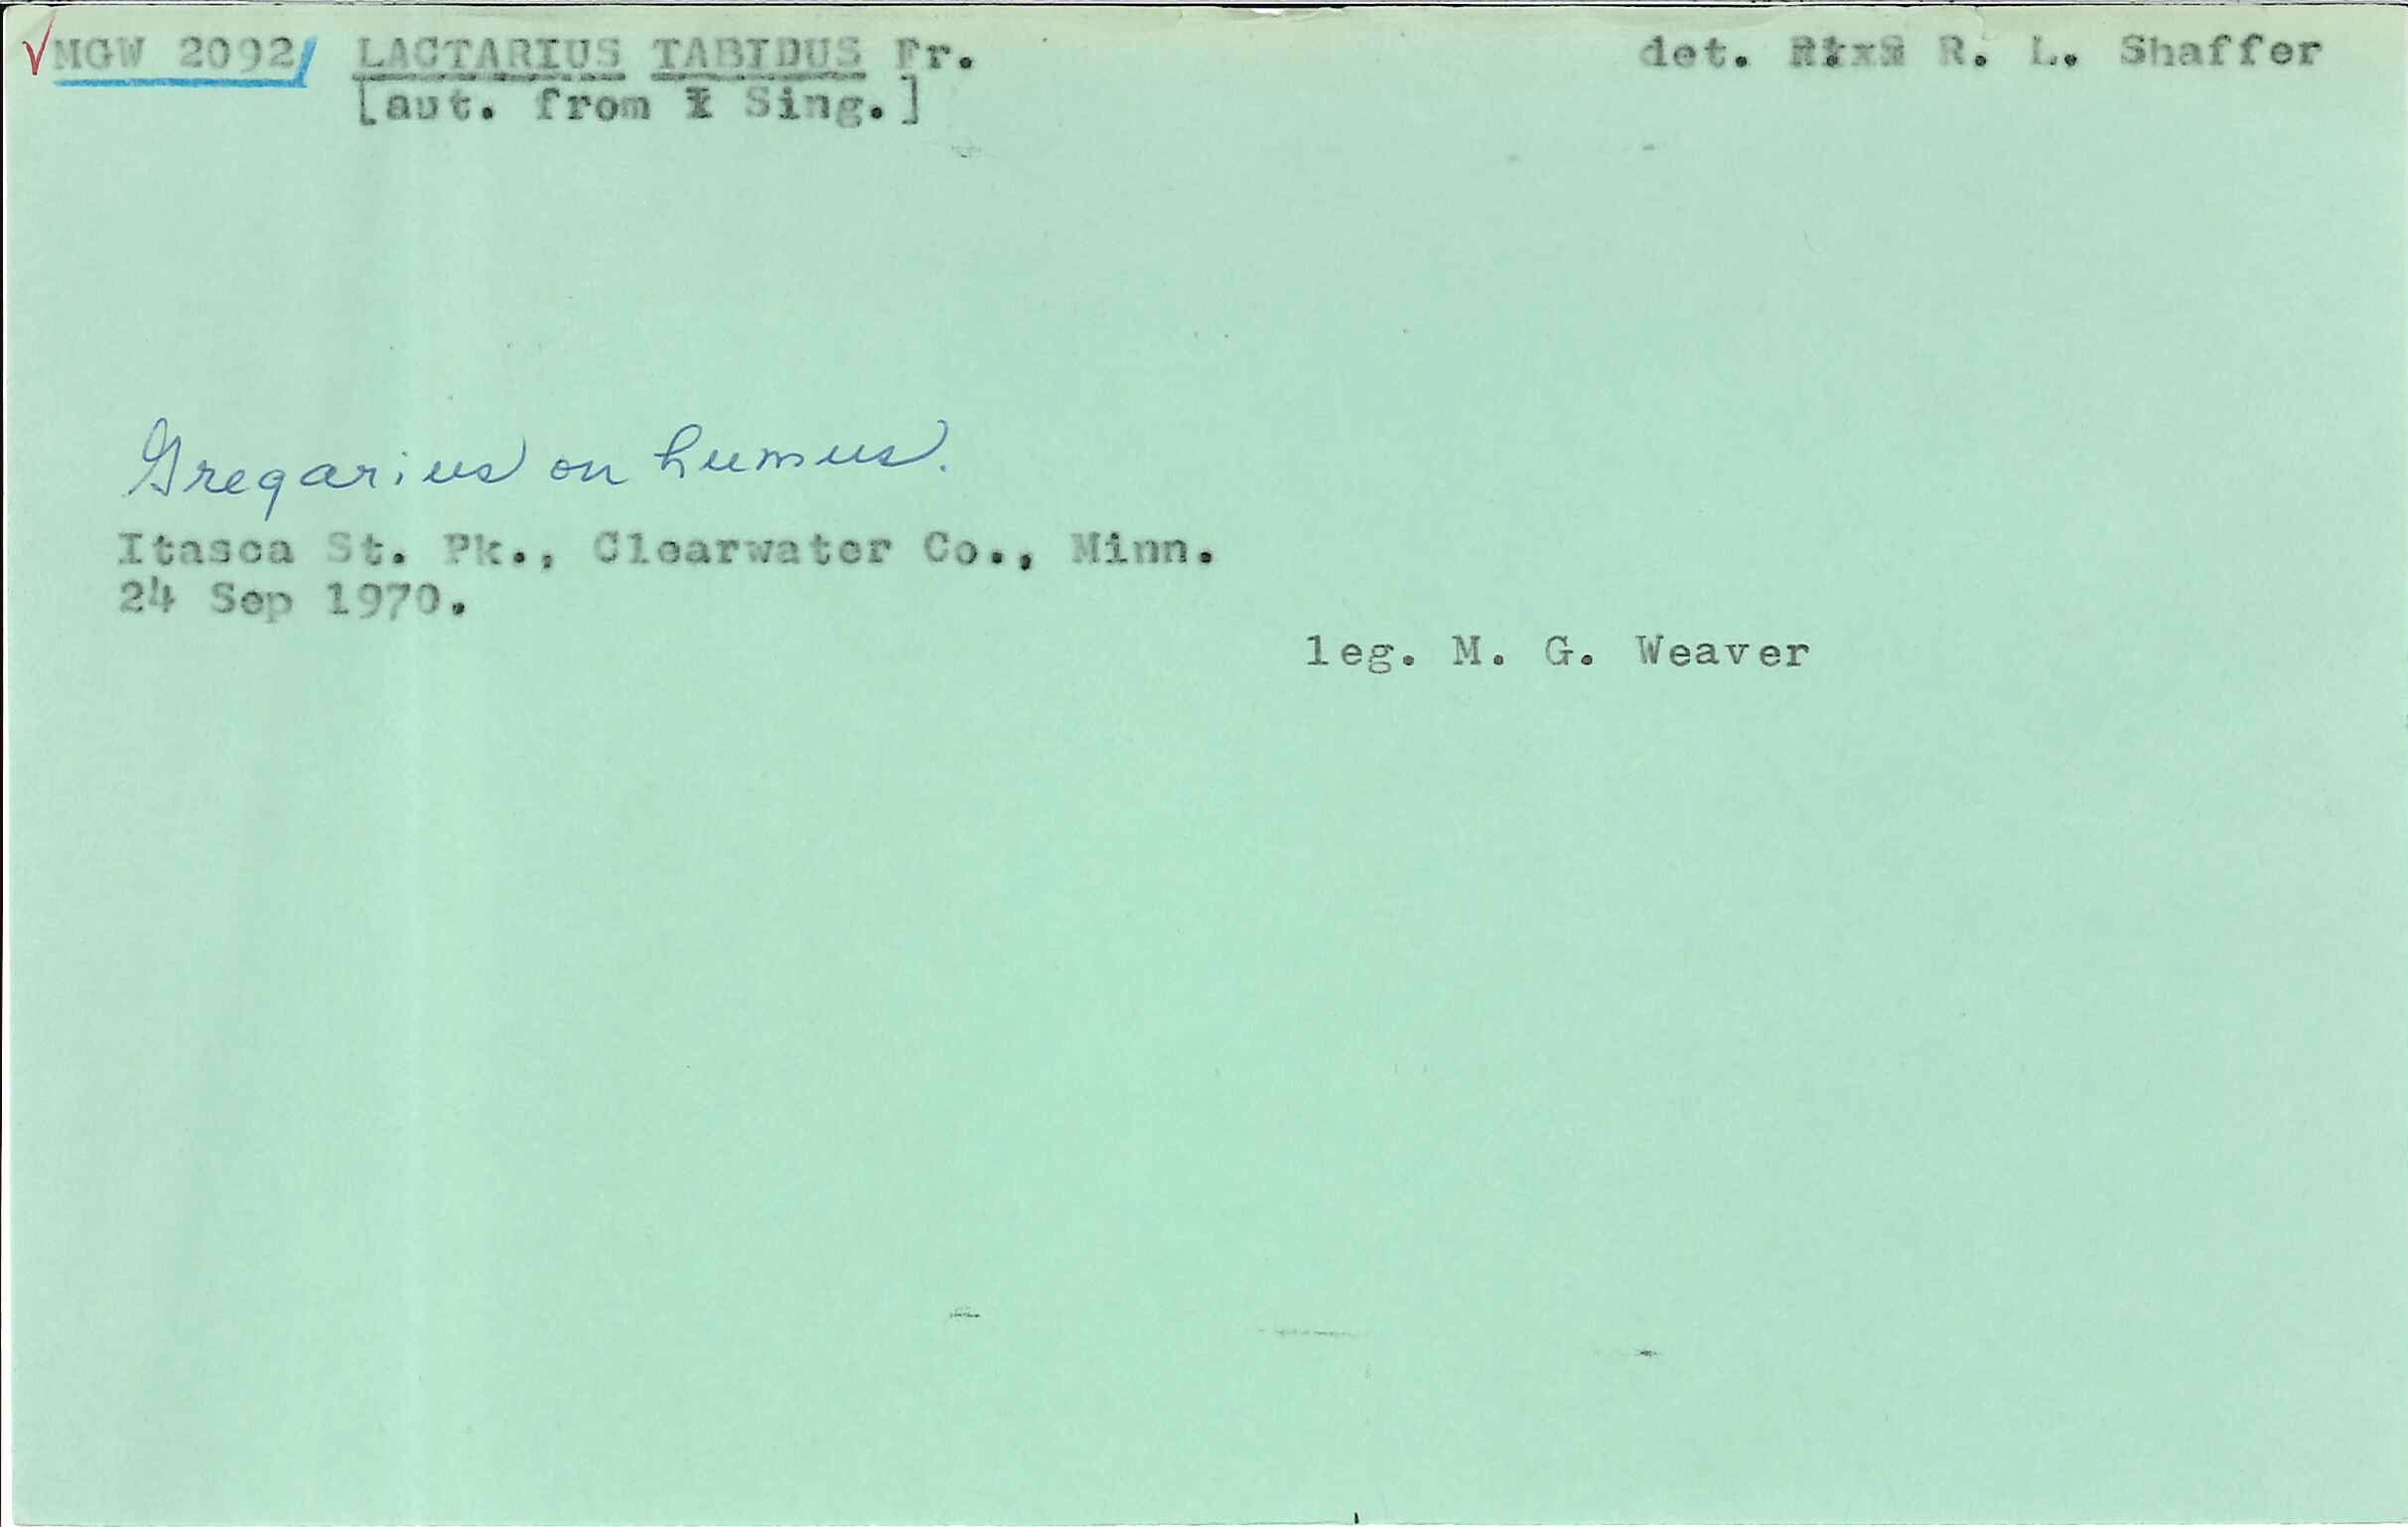 √MGW 2092/ LACTARIUS TABIDUS Fr. det. R. L. Shaffer
[aut. from Sing.]
Gregarius on humus.
Itasca St. Pk., Clearwater Co., Minn.
24 Sep 1970.
leg. M. G. Weaver